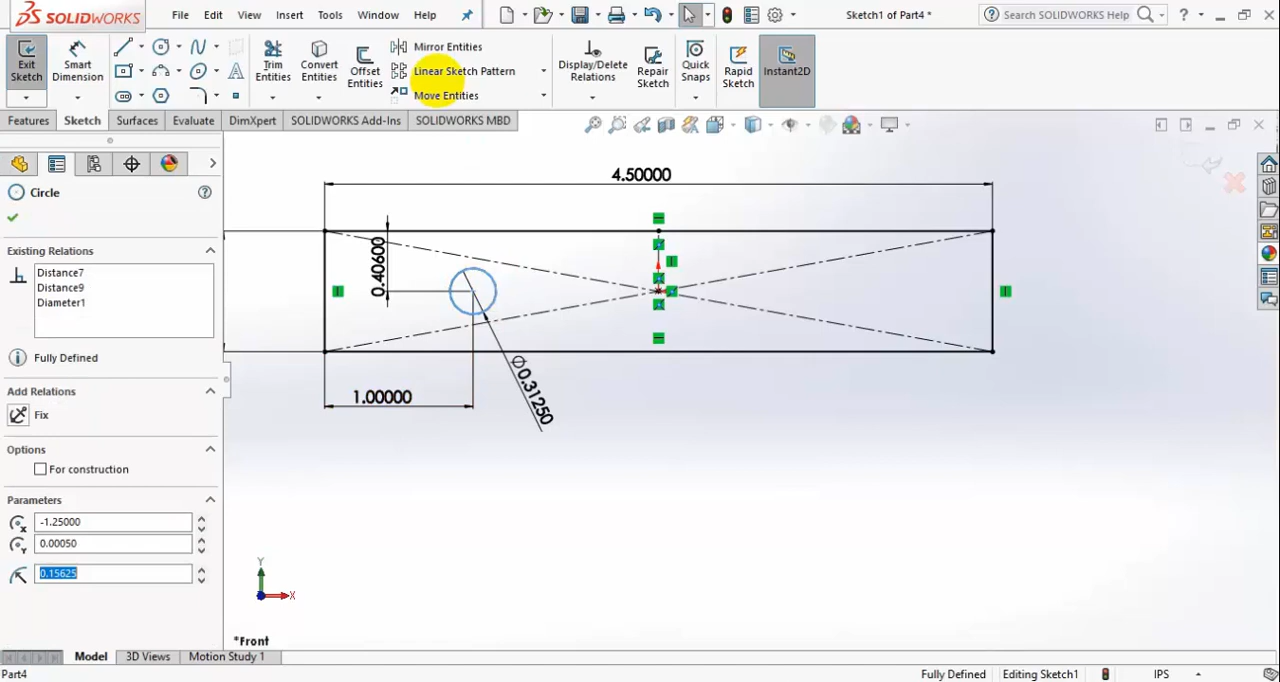 SOLIDWORKS File Edit View Insert Tools Window Help Sketch1 of Part4 * Search SOLIDWORKS Help ?
Exit Sketch
Smart Dimension
Trim Entities
Convert Entities
Offset Entities
Mirror Entities
Linear Sketch Pattern
Move Entities
Display/Delete Relations
Repair Sketch
Quick Snaps
Rapid Sketch
Instant2D
Features Sketch Surfaces Evaluate DimXpert SOLIDWORKS Add-Ins SOLIDWORKS MBD
Circle
Existing Relations
Distance7
Distance9
Diameter1
Fully Defined
Add Relations
Fix
Options
For construction
Parameters
-1.25000
0.00050
0.15625
4.50000
0.40600
1.00000
∅0.31250
Y
X
*Front
Model 3D Views Motion Study 1
Part4 Fully Defined Editing Sketch1 IPS